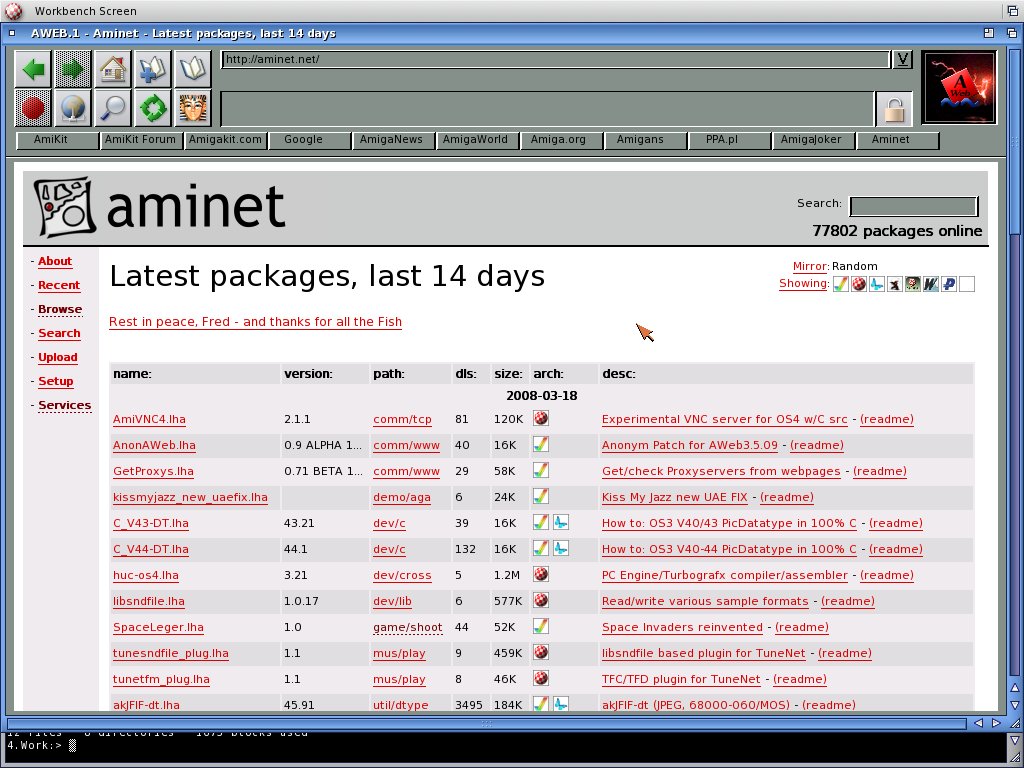 Workbench Screen
AWEB.1 - Aminet - Latest packages, last 14 days
http://aminet.net/
V
A
Web
AmiKit AmiKit Forum Amigakit.com Google AmigaNews AmigaWorld Amiga.org Amigans PPA.pl AmigaJoker Aminet
aminet
Search:
77802 packages online
- About
- Recent
- Browse
- Search
- Upload
- Setup
- Services
Latest packages, last 14 days
Mirror: Random
Showing:
Rest in peace, Fred - and thanks for all the Fish
name: version: path: dls: size: arch: desc:
2008-03-18
AmiVNC4.lha 2.1.1 comm/tcp 81 120K Experimental VNC server for OS4 w/C src - (readme)
AnonAWeb.lha 0.9 ALPHA 1... comm/www 40 16K Anonym Patch for AWeb3.5.09 - (readme)
GetProxys.lha 0.71 BETA 1... comm/www 29 58K Get/check Proxyservers from webpages - (readme)
kissmyjazz_new_uaefix.lha demo/aga 6 24K Kiss My Jazz new UAE FIX - (readme)
C_V43-DT.lha 43.21 dev/c 39 16K How to: OS3 V40/43 PicDatatype in 100% C - (readme)
C_V44-DT.lha 44.1 dev/c 132 16K How to: OS3 V40-44 PicDatatype in 100% C - (readme)
huc-os4.lha 3.21 dev/cross 5 1.2M PC Engine/Turbografx compiler/assembler - (readme)
libsndfile.lha 1.0.17 dev/lib 6 577K Read/write various sample formats - (readme)
SpaceLeger.lha 1.0 game/shoot 44 52K Space Invaders reinvented - (readme)
tunesndfile_plug.lha 1.1 mus/play 9 459K libsndfile based plugin for TuneNet - (readme)
tunetfm_plug.lha 1.1 mus/play 8 46K TFC/TFD plugin for TuneNet - (readme)
akJFIF-dt.lha 45.91 util/dtype 3495 184K akJFIF-dt (JPEG, 68000-060/MOS) - (readme)
4.Work:>